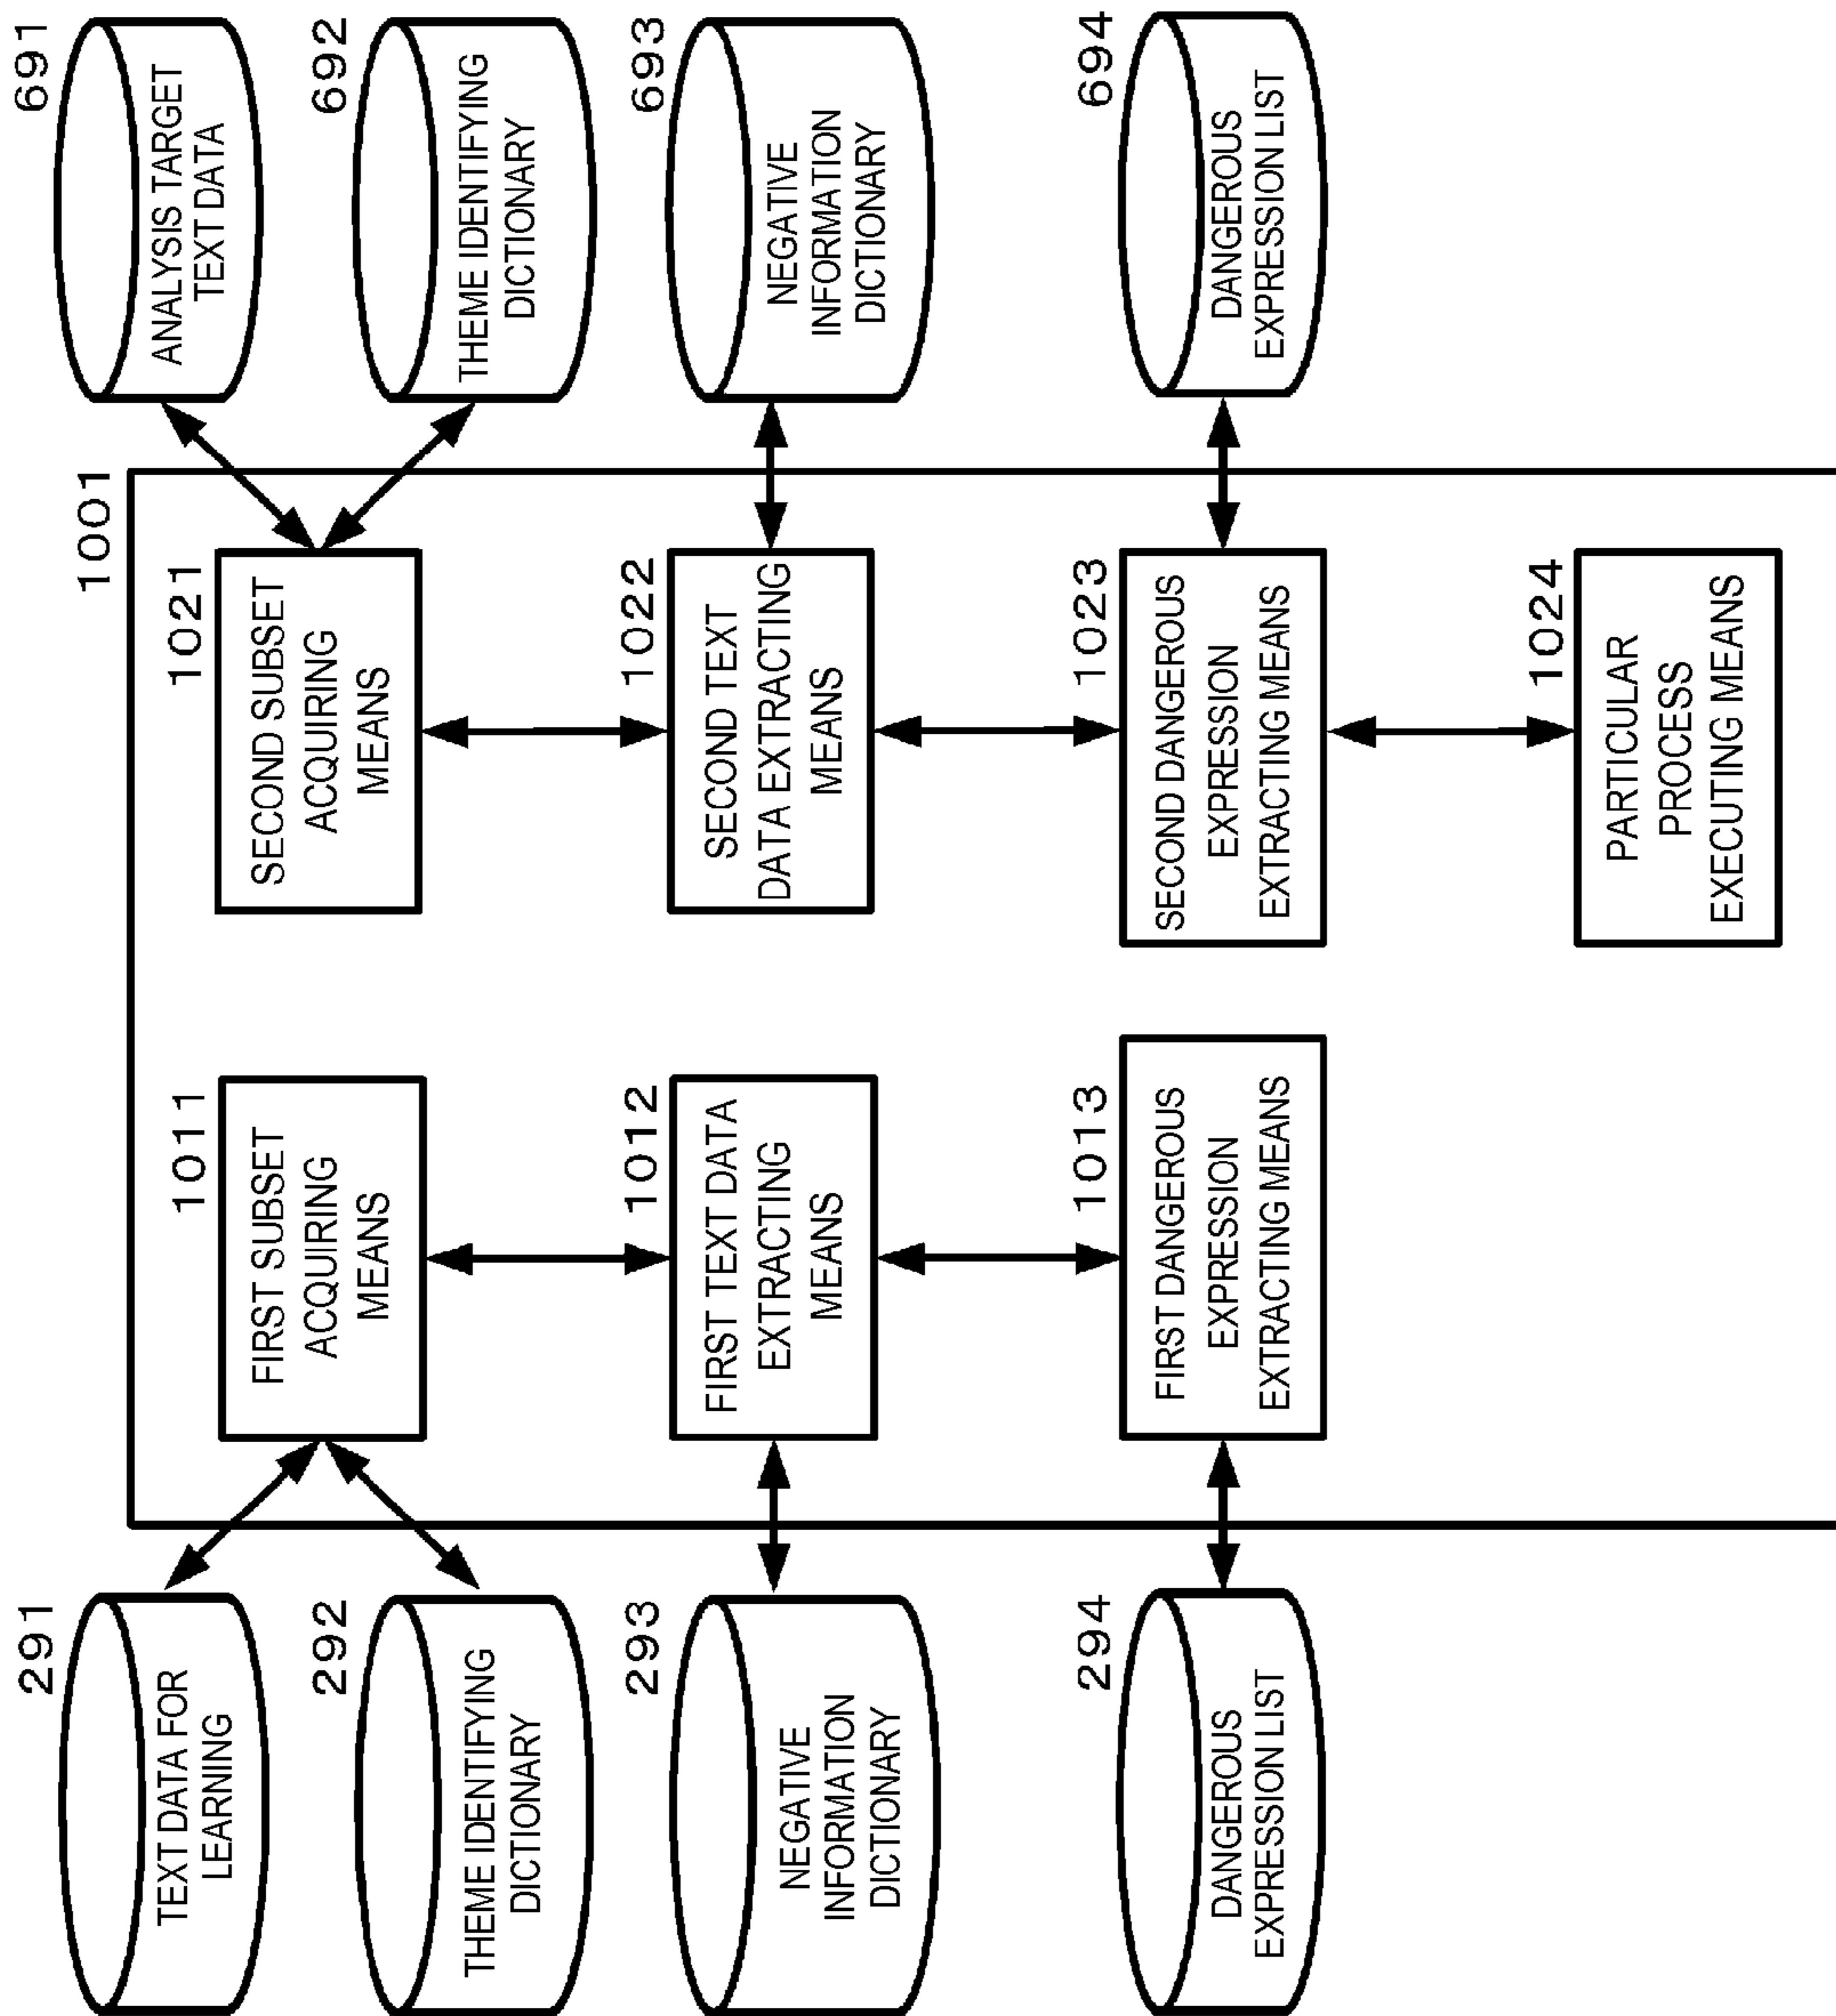 1001
291
TEXT DATA FOR
LEARNING
292
THEME IDENTIFYING
DICTIONARY
293
NEGATIVE
INFORMATION
DICTIONARY
294
DANGEROUS
EXPRESSION LIST
1011
FIRST SUBSET
ACQUIRING
MEANS
1012
FIRST TEXT DATA
EXTRACTING
MEANS
1013
FIRST DANGEROUS
EXPRESSION
EXTRACTING MEANS
1021
SECOND SUBSET
ACQUIRING
MEANS
1022
SECOND TEXT
DATA EXTRACTING
MEANS
1023
SECOND DANGEROUS
EXPRESSION
EXTRACTING MEANS
1024
PARTICULAR
PROCESS
EXECUTING MEANS
691
ANALYSIS TARGET
TEXT DATA
692
THEME IDENTIFYING
DICTIONARY
693
NEGATIVE
INFORMATION
DICTIONARY
694
DANGEROUS
EXPRESSION LIST